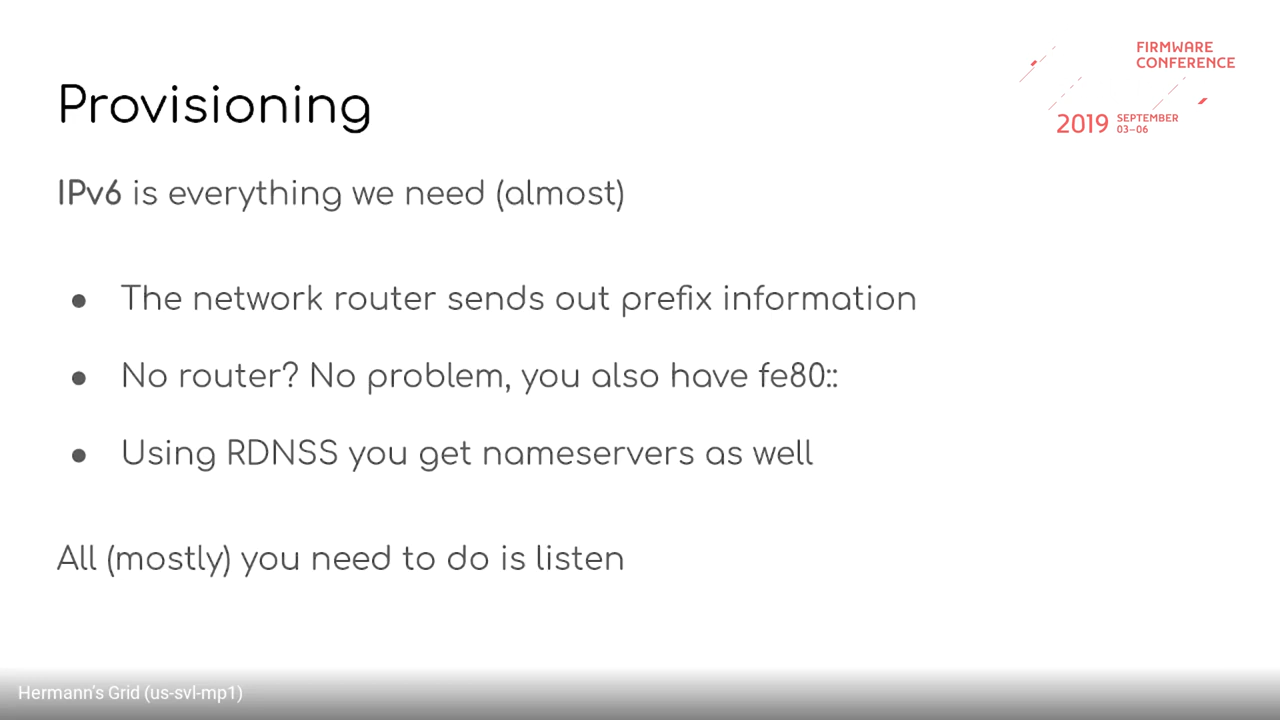 FIRMWARE
CONFERENCE
2019 SEPTEMBER
03–06
Provisioning
IPv6 is everything we need (almost)
● The network router sends out prefix information
● No router? No problem, you also have fe80::
● Using RDNSS you get nameservers as well
All (mostly) you need to do is listen
Hermann's Grid (us-svl-mp1)